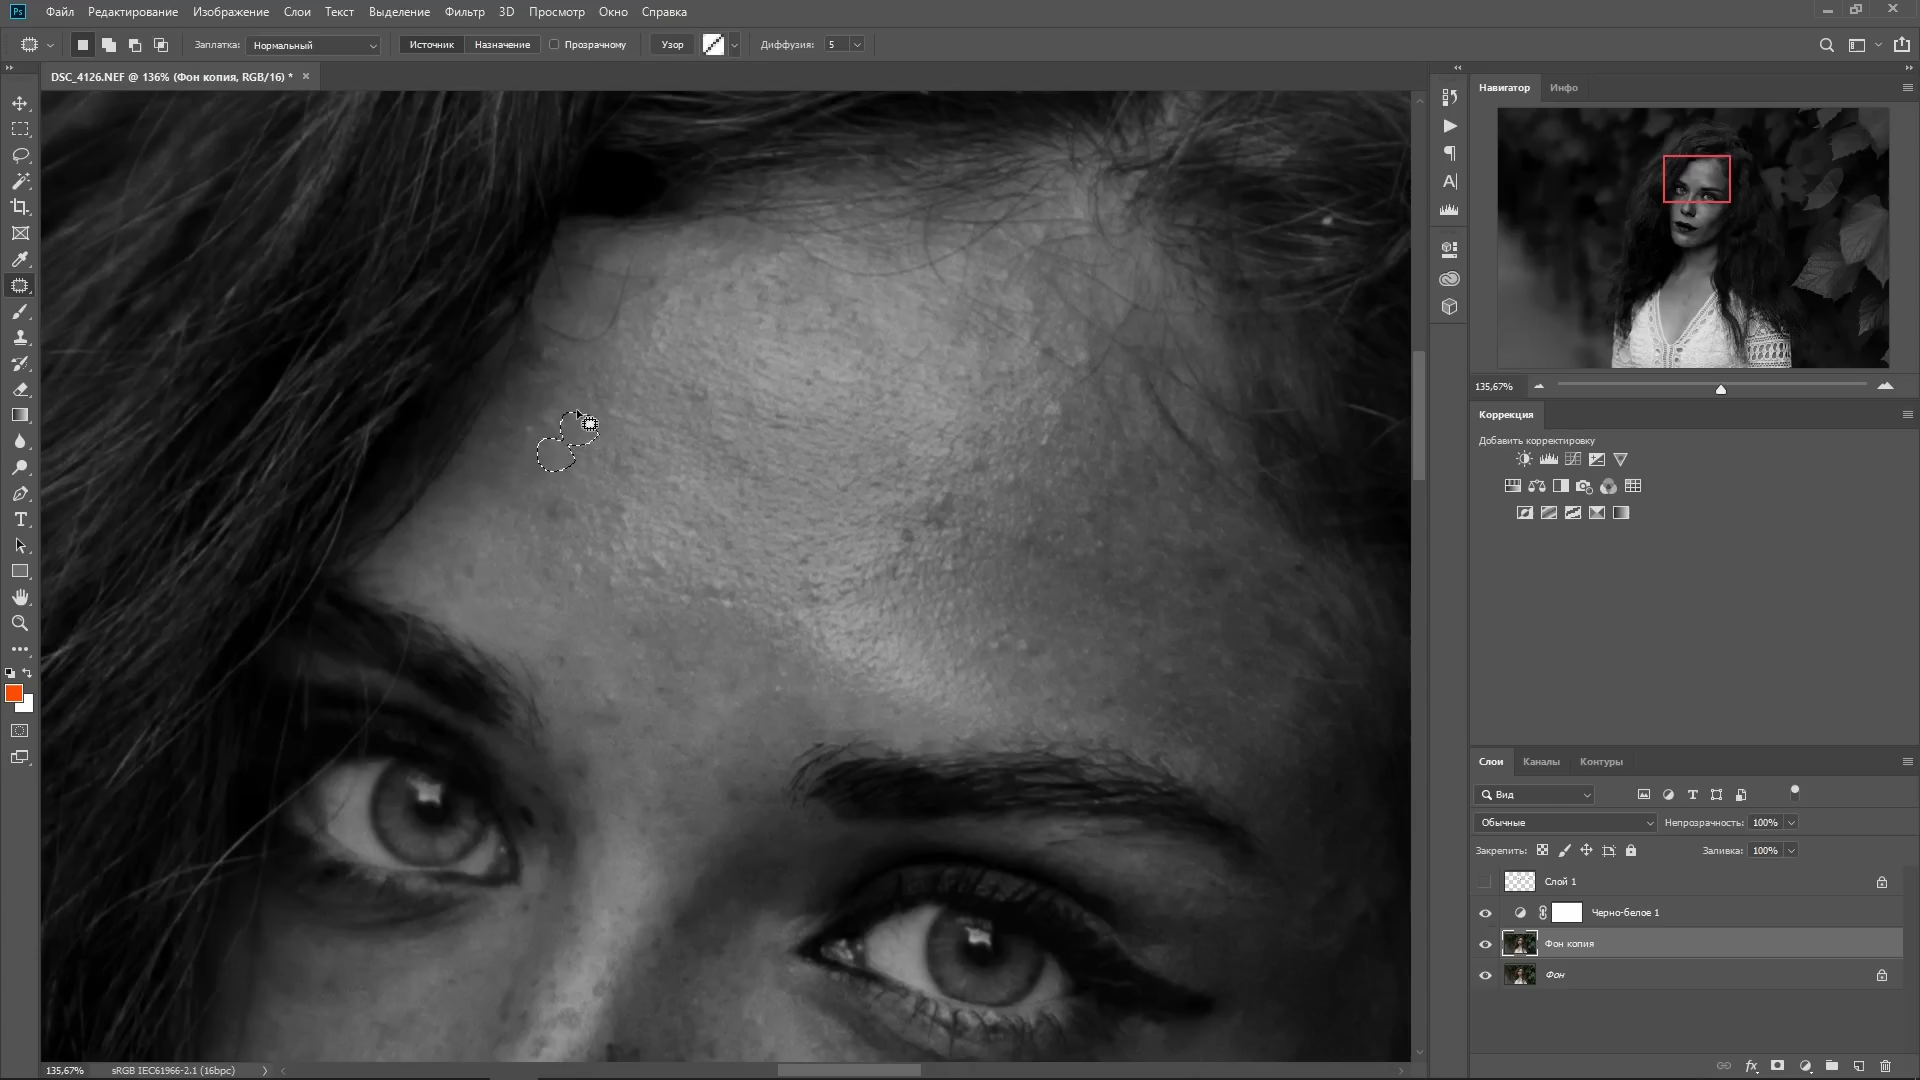 Ps Файл Редактирование Изображение Слои Текст Выделение Фильтр 3D Просмотр Окно Справка
Заплатка: Нормальный Источник Назначение Прозрачному Узор Диффузия: 5
DSC_4126.NEF @ 136% (Фон копия, RGB/16) *
Навигатор Инфо
135,67%
Коррекция
Добавить корректировку
Слои Каналы Контуры
Вид
Обычные Непрозрачность: 100%
Закрепить: Заливка: 100%
Слой 1
Черно-белое 1
Фон копия
Фон
135,67% sRGB IEC61966-2.1 (16bpc)